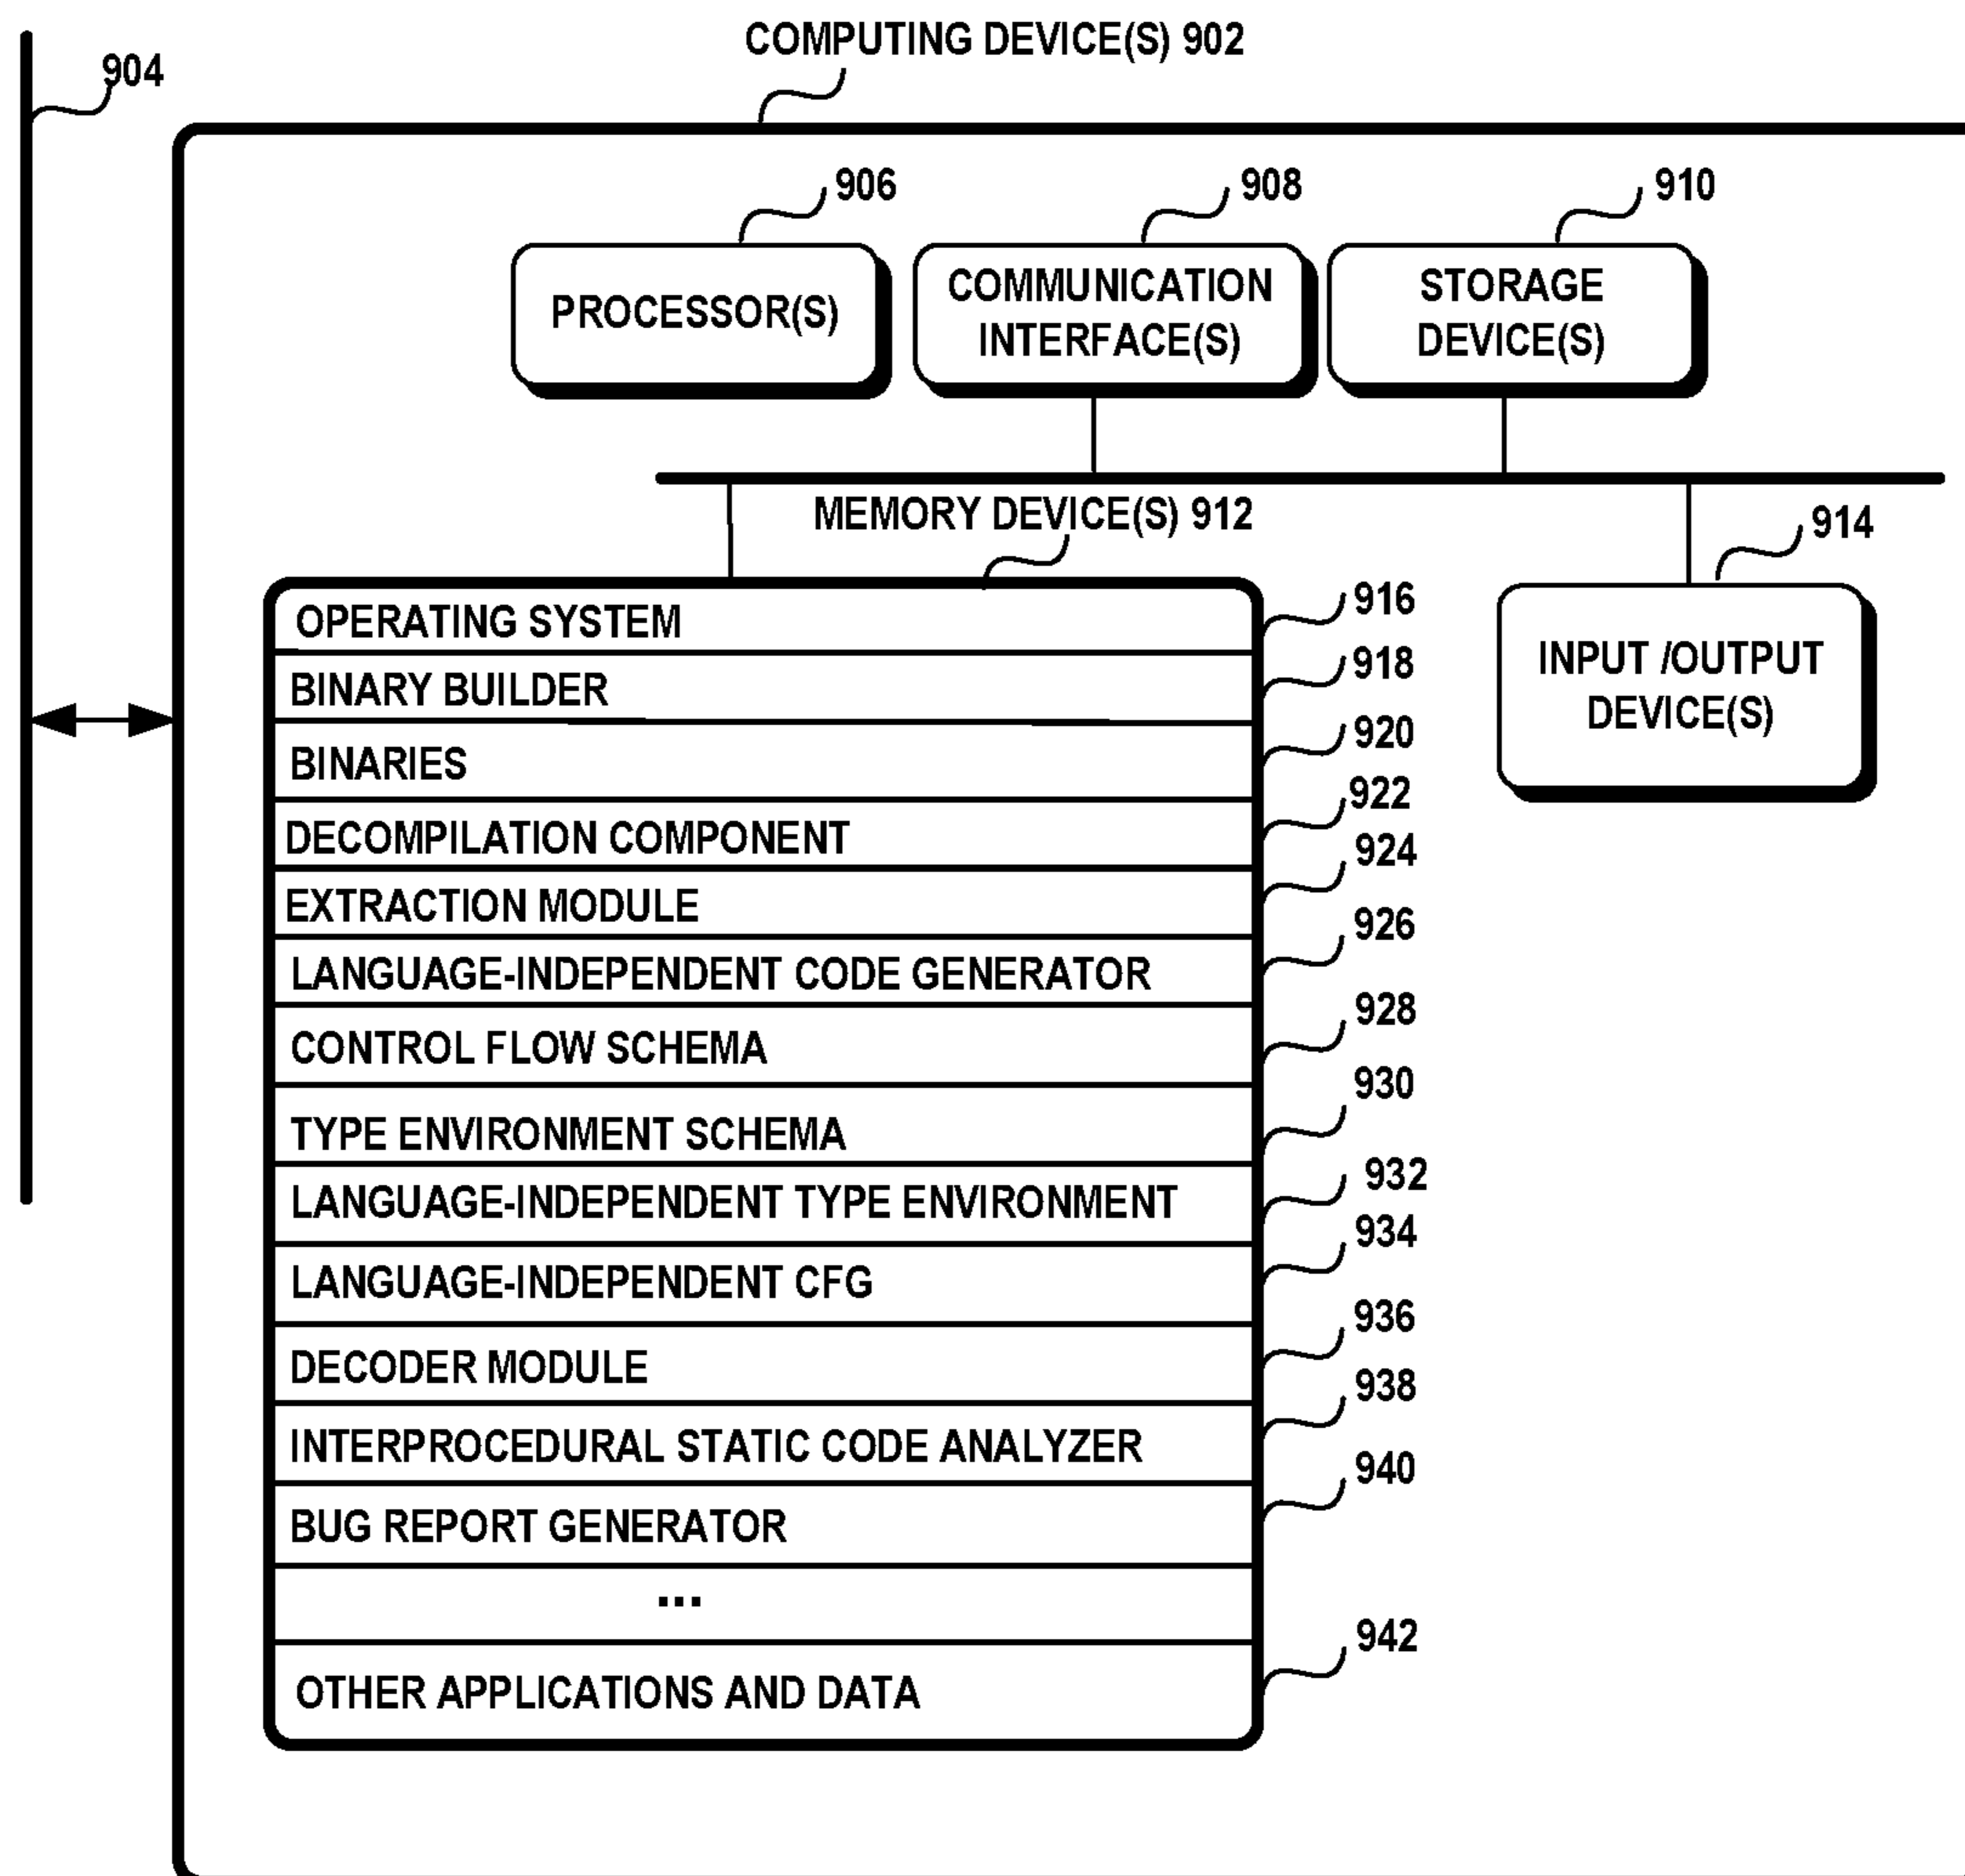 COMPUTING DEVICE(S) 902
904
906
908
910
PROCESSOR(S)
COMMUNICATION
INTERFACE(S)
STORAGE
DEVICE(S)
MEMORY DEVICE(S) 912
914
INPUT /OUTPUT
DEVICE(S)
OPERATING SYSTEM
916
BINARY BUILDER
918
BINARIES
920
DECOMPILATION COMPONENT
922
EXTRACTION MODULE
924
LANGUAGE-INDEPENDENT CODE GENERATOR
926
CONTROL FLOW SCHEMA
928
TYPE ENVIRONMENT SCHEMA
930
LANGUAGE-INDEPENDENT TYPE ENVIRONMENT
932
LANGUAGE-INDEPENDENT CFG
934
DECODER MODULE
936
INTERPROCEDURAL STATIC CODE ANALYZER
938
BUG REPORT GENERATOR
940
...
OTHER APPLICATIONS AND DATA
942